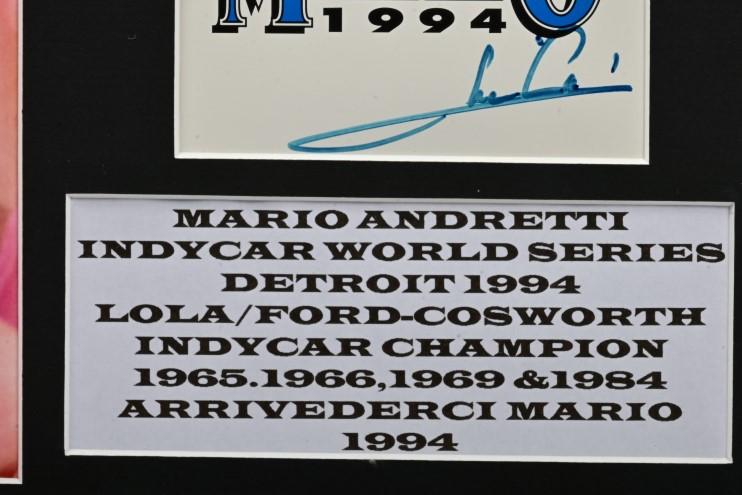 1994
MARIO ANDRETTI
INDYCAR WORLD SERIES
DETROIT 1994
LOLA/FORD-COSWORTH
INDYCAR CHAMPION
1965.1966,1969 &1984
ARRIVEDERCI MARIO
1994